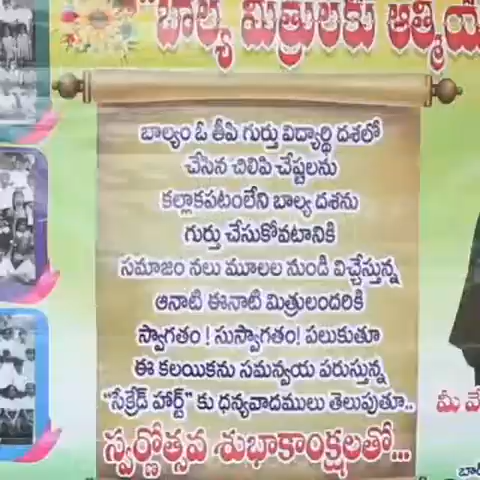 "బాల్య మిత్రులకు ఆత్మీయ
బాల్యం ఓ తీపి గుర్తు విద్యార్థి దశలో
చేసిన చిలిపి చేష్టలను
కల్లాకపటంలేని బాల్య దశను
గుర్తు చేసుకోవటానికి
సమాజం నలు మూలల నుండి విచ్చేస్తున్న
ఆనాటి ఈనాటి మిత్రులందరికి
స్వాగతం ! సుస్వాగతం! పలుకుతూ
ఈ కలయికను సమన్వయ పరుస్తున్న
"సేక్రేడ్ హార్ట్" కు ధన్యవాదములు తెలుపుతూ..
మీ
స్వర్ణోత్సవ శుభాకాంక్షలతో...